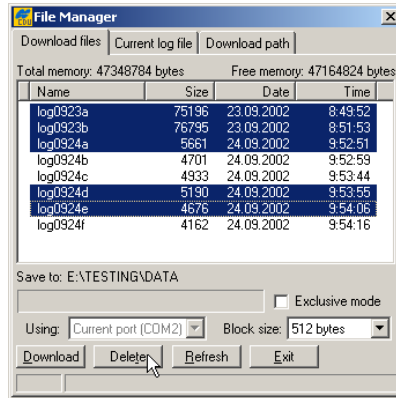 CDU File Manager
Download files Current log file Download path
Total memory: 47348784 bytes Free memory: 47164824 bytes
Name Size Date Time
log0923a 75196 23.09.2002 8:49:52
log0923b 76795 23.09.2002 8:51:53
log0924a 5661 24.09.2002 9:52:51
log0924b 4701 24.09.2002 9:52:59
log0924c 4933 24.09.2002 9:53:44
log0924d 5190 24.09.2002 9:53:55
log0924e 4676 24.09.2002 9:54:06
log0924f 4162 24.09.2002 9:54:16
Save to: E:\TESTING\DATA
Exclusive mode
Using: Current port (COM2) Block size: 512 bytes
Download Delete Refresh Exit